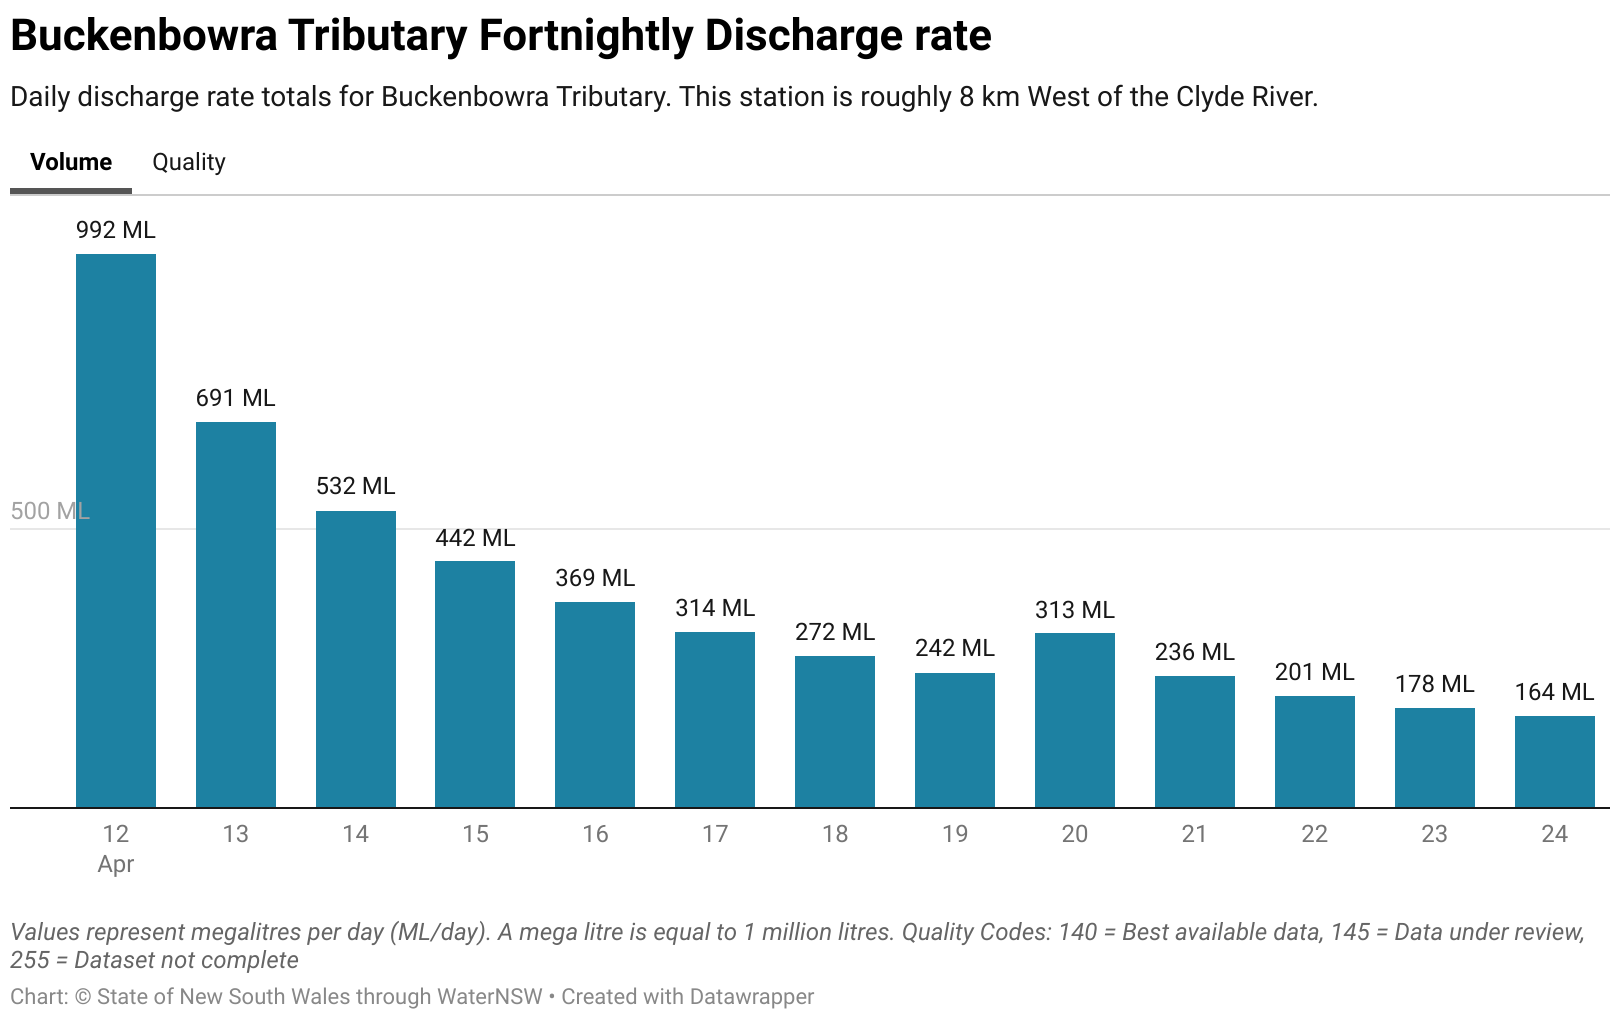 Buckenbowra Tributary Fortnightly Discharge rate
Daily discharge rate totals for Buckenbowra Tributary. This station is roughly 8 km West of the Clyde River.
Volume Quality
992 ML
691 ML
532 ML
500 ML
442 ML
369 ML
314 ML
272 ML
242 ML
313 ML
236 ML
201 ML
178 ML
164 ML
12 13 14 15 16 17 18 19 20 21 22 23 24
Apr
Values represent megalitres per day (ML/day). A mega litre is equal to 1 million litres. Quality Codes: 140 = Best available data, 145 = Data under review,
255 = Dataset not complete
Chart: © State of New South Wales through WaterNSW • Created with Datawrapper